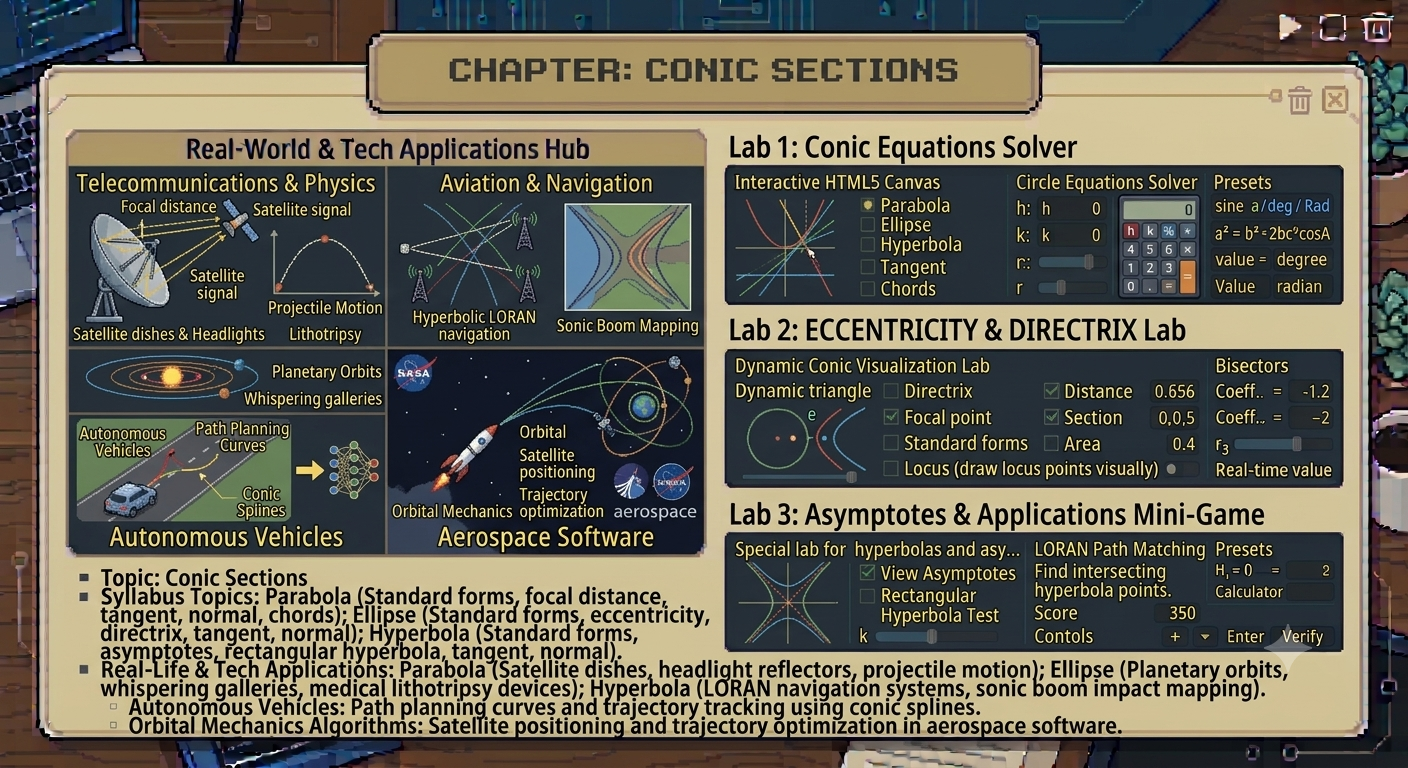 CHAPTER: CONIC SECTIONS
Real-World & Tech Applications Hub
Telecommunications & Physics
Focal distance
Satellite signal
Satellite
signal
Projectile Motion
Satellite dishes & Headlights
Lithotripsy
Aviation & Navigation
Hyperbolic LORAN
navigation
Sonic Boom Mapping
Planetary Orbits
Whispering galleries
Autonomous
Vehicles
Path Planning
Curves
Conic
Splines
Autonomous Vehicles
Orbital
Satellite
positioning
Trajectory
optimization
Orbital Mechanics
aerospace
Aerospace Software
Topic: Conic Sections
Syllabus Topics: Parabola (Standard forms, focal distance,
tangent, normal, chords); Ellipse (Standard forms, eccentricity,
directrix, tangent, normal); Hyperbola (Standard forms,
asymptotes, rectangular hyperbola, tangent, normal).
Real-Life & Tech Applications: Parabola (Satellite dishes, headlight reflectors, projectile motion); Ellipse (Planetary orbits,
whispering galleries, medical lithotripsy devices); Hyperbola (LORAN navigation systems, sonic boom impact mapping).
Autonomous Vehicles: Path planning curves and trajectory tracking using conic splines.
Orbital Mechanics Algorithms: Satellite positioning and trajectory optimization in aerospace software.
Lab 1: Conic Equations Solver
Interactive HTML5 Canvas
Parabola
Ellipse
Hyperbola
Tangent
Chords
Circle Equations Solver
h: h 0
k: k 0
r:
r
0
h k % *
4 5 6 ×
1 2 3 =
0 . =
Presets
sine a/deg / Rad
value = degree
Value radian
Lab 2: ECCENTRICITY & DIRECTRIX Lab
Dynamic Conic Visualization Lab
Dynamic triangle
e
Directrix
Focal point
Standard forms
Locus (draw locus points visually)
Distance 0.656
Section 0,0,5
Area 0.4
Bisectors
Coeff.. = -1.2
Coeff.. = −2
r₃
Real-time value
Lab 3: Asymptotes & Applications Mini-Game
Special lab for hyperbolas and asy...
View Asymptotes
Rectangular
Hyperbola Test
k
LORAN Path Matching
Find intersecting
hyperbola points.
Score 350
Contols + Enter Verify
Presets
H₁ = 0 = 2
Calculator